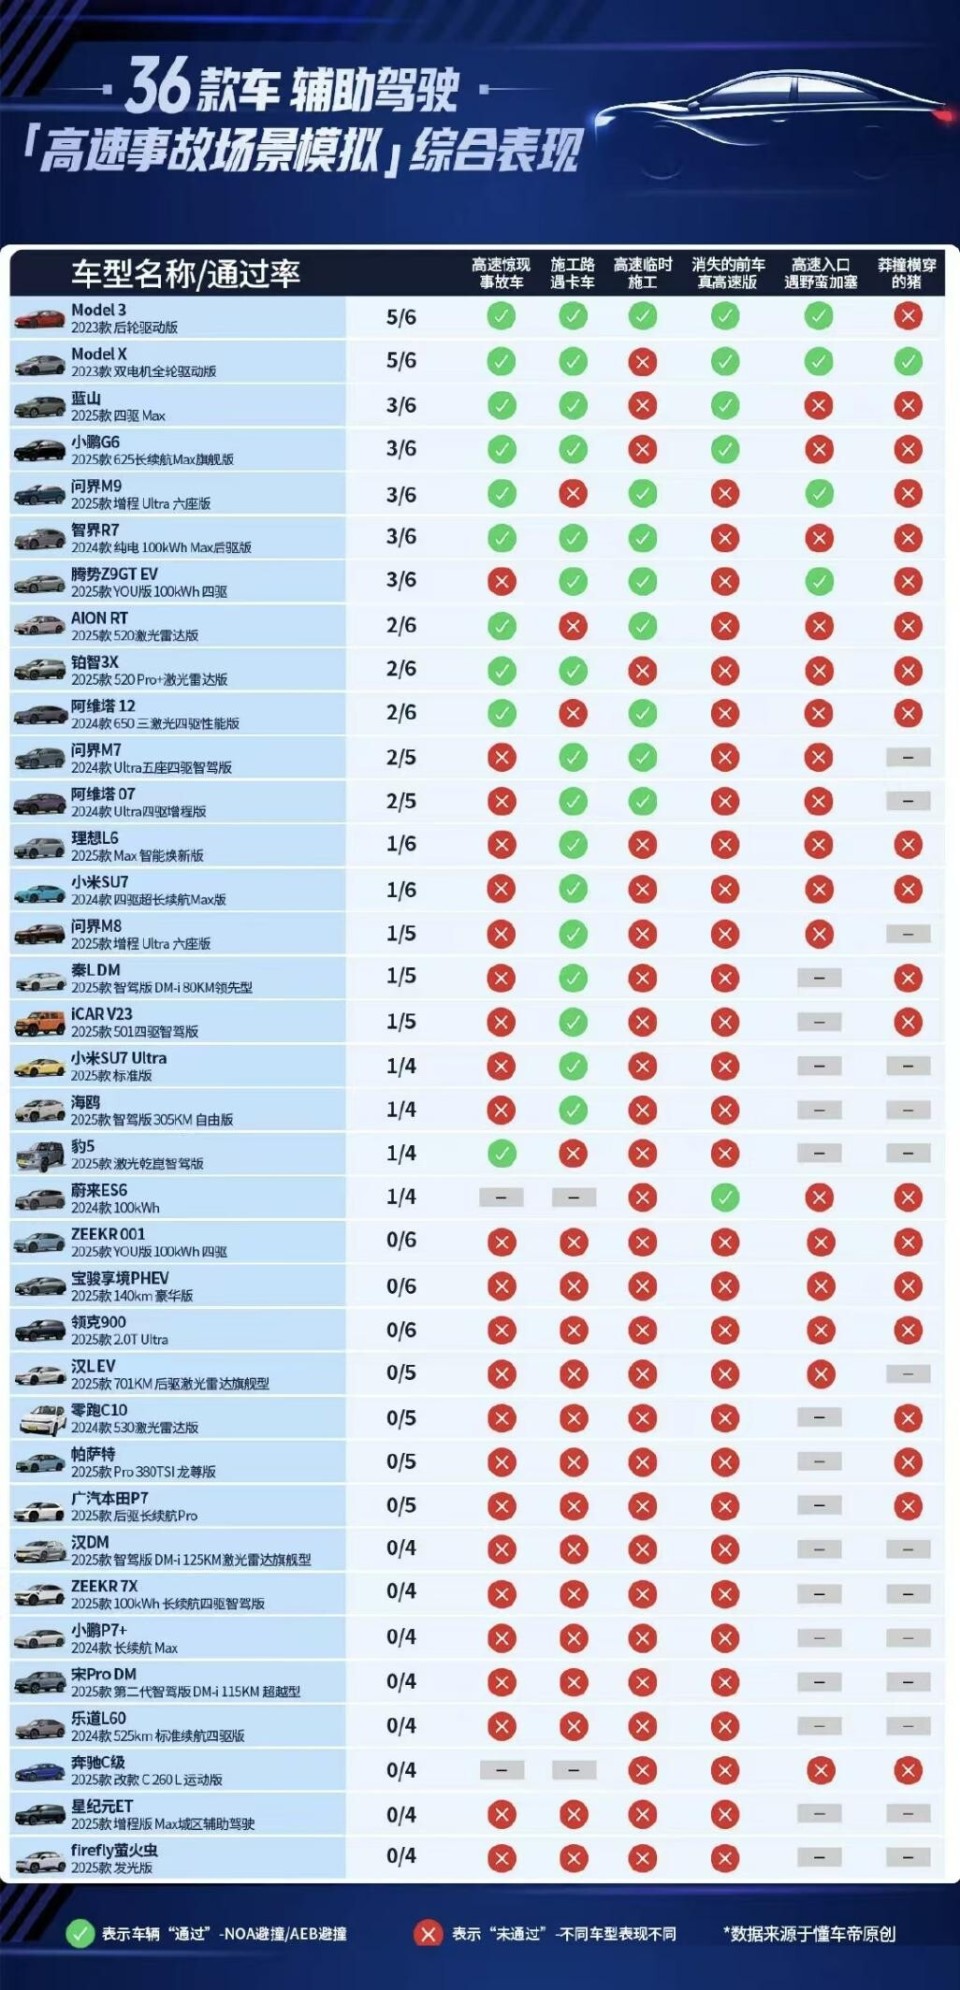 36款车 辅助驾驶
「高速事故场景模拟」综合表现
车型名称/通过率
高速惊现
事故车
施工路
遇卡车
高速临时
施工
消失的前车
真高速版
高速入口
遇野蛮加塞
莽撞横穿
的猪
Model 3
2023款 后轮驱动版
5/6
Model X
2023款 双电机全轮驱动版
5/6
蓝山
2025款 四驱 Max
3/6
小鹏G6
2025款 625长续航Max旗舰版
3/6
问界M9
2025款 增程 Ultra 六座版
3/6
智界R7
2024款 纯电 100kWh Max后驱版
3/6
腾势Z9GT EV
2025款 YOU版 100kWh 四驱
3/6
AION RT
2025款 520激光雷达版
2/6
铂智3X
2025款 520 Pro+激光雷达版
2/6
阿维塔 12
2024款 650 三激光四驱性能版
2/6
问界M7
2024款 Ultra五座四驱智驾版
2/5
阿维塔 07
2024款 Ultra四驱增程版
2/5
理想L6
2025款 Max 智能焕新版
1/6
小米SU7
2024款 四驱超长续航Max版
1/6
问界M8
2025款 增程 Ultra 六座版
1/5
秦L DM
2025款 智驾版 DM-i 80KM领先型
1/5
iCAR V23
2025款 501四驱智驾版
1/5
小米SU7 Ultra
2025款 标准版
1/4
海鸥
2025款 智驾版 305KM 自由版
1/4
豹5
2025款 激光乾崑智驾版
1/4
蔚来ES6
2024款 100kWh
1/4
ZEEKR 001
2025款 YOU版 100kWh 四驱
0/6
宝骏享境PHEV
2025款 140km 豪华版
0/6
领克900
2025款 2.0T Ultra
0/6
汉L EV
2025款 701KM 后驱激光雷达旗舰型
0/5
零跑C10
2024款 530激光雷达版
0/5
帕萨特
2025款 Pro 380TSI 龙尊版
0/5
广汽本田P7
2025款 后驱长续航Pro
0/5
汉DM
2025款 智驾版 DM-i 125KM激光雷达旗舰型
0/4
ZEEKR 7X
2025款 100kWh 长续航四驱智驾版
0/4
小鹏P7+
2024款 长续航 Max
0/4
宋Pro DM
2025款 第二代智驾版 DM-i 115KM 超越型
0/4
乐道L60
2024款 525km 标准续航四驱版
0/4
奔驰C级
2025款 改款 C 260 L 运动版
0/4
星纪元ET
2025款 增程版 Max城区辅助驾驶
0/4
firefly萤火虫
2025款 发光版
0/4
表示车辆“通过”-NOA避撞/AEB避撞
表示“未通过”-不同车型表现不同
*数据来源于懂车帝原创